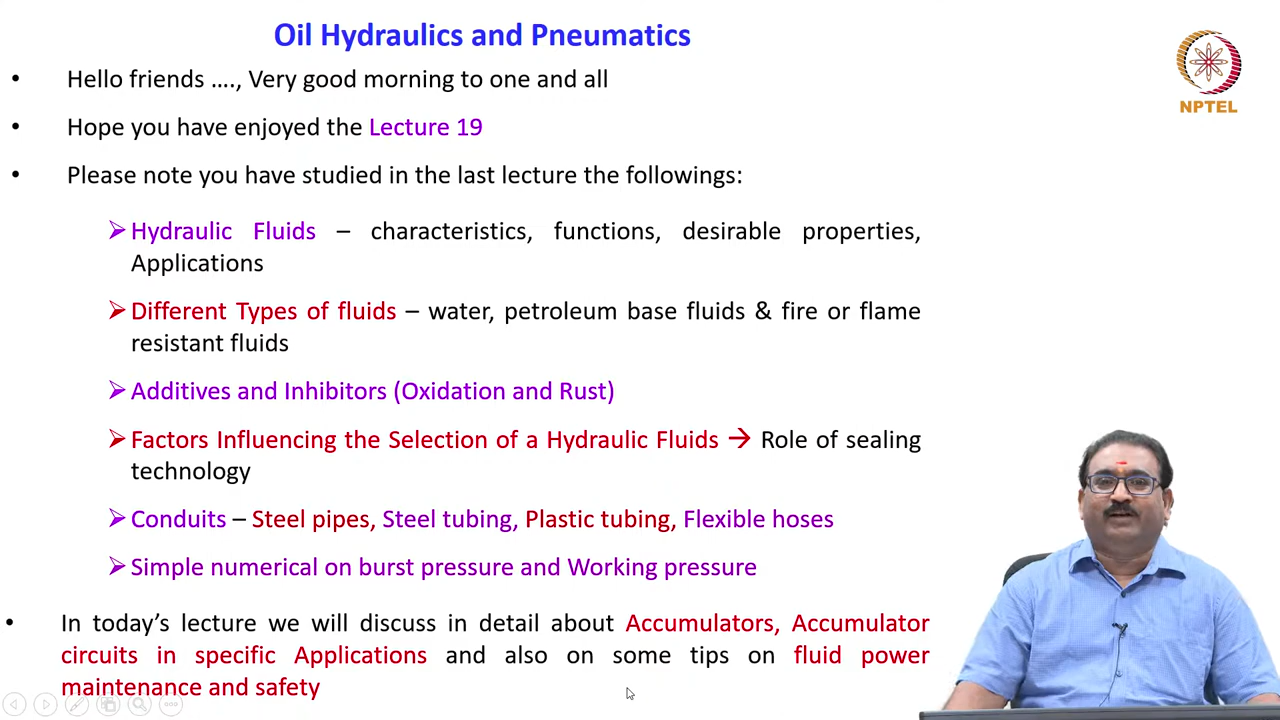 Oil Hydraulics and Pneumatics
• Hello friends …., Very good morning to one and all
• Hope you have enjoyed the Lecture 19
• Please note you have studied in the last lecture the followings:
➢ Hydraulic Fluids – characteristics, functions, desirable properties,
Applications
➢ Different Types of fluids – water, petroleum base fluids & fire or flame
resistant fluids
➢ Additives and Inhibitors (Oxidation and Rust)
➢ Factors Influencing the Selection of a Hydraulic Fluids → Role of sealing
technology
➢ Conduits – Steel pipes, Steel tubing, Plastic tubing, Flexible hoses
➢ Simple numerical on burst pressure and Working pressure
• In today’s lecture we will discuss in detail about Accumulators, Accumulator
circuits in specific Applications and also on some tips on fluid power
maintenance and safety
NPTEL